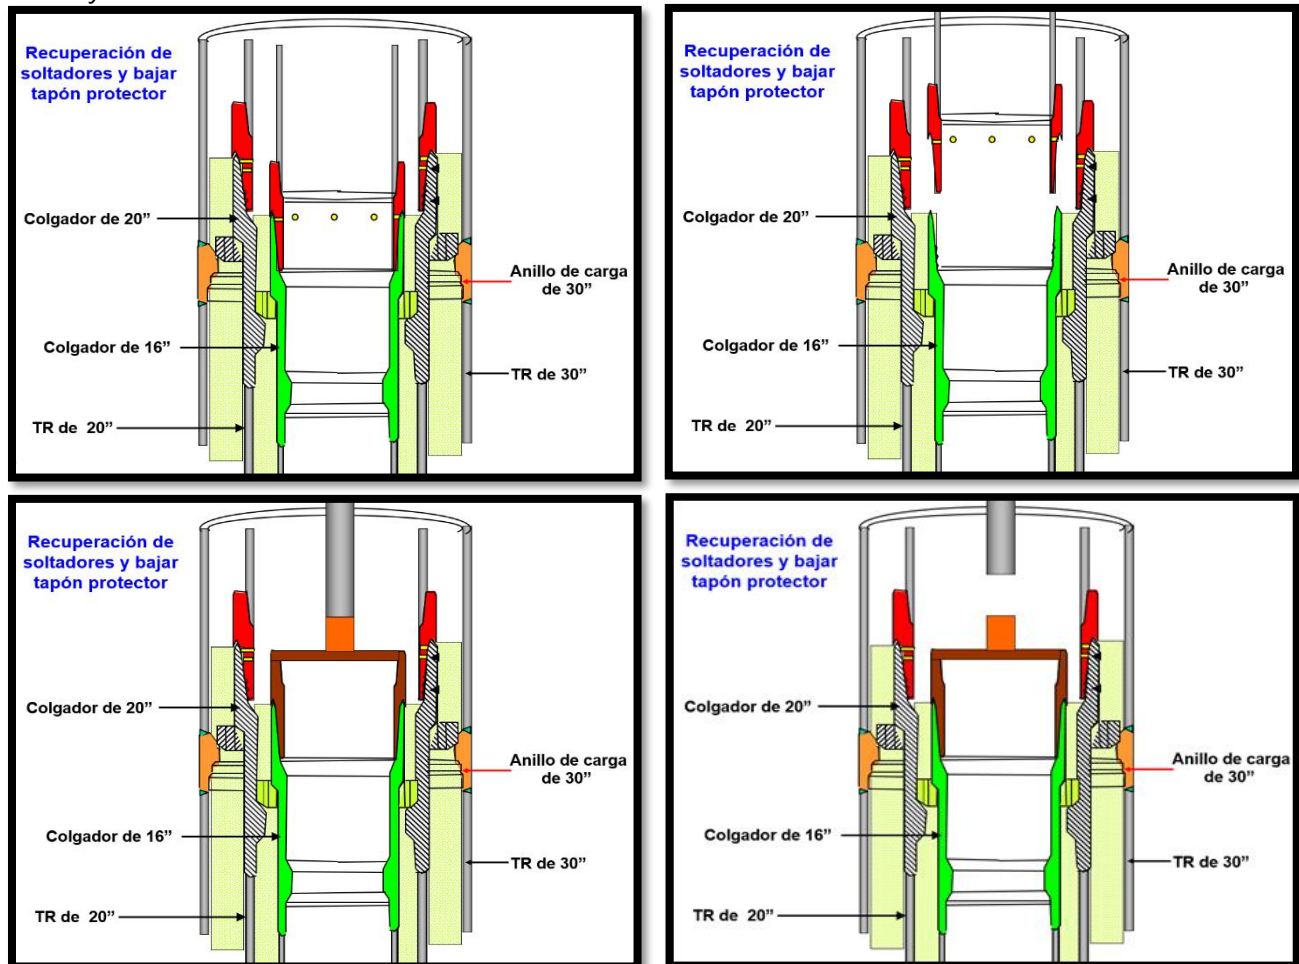 Recuperación de
soltadores y bajar
tapón protector
Colgador de 20”
Anillo de carga
de 30”
Colgador de 16”
TR de 30”
TR de 20”
Recuperación de
soltadores y bajar
tapón protector
Colgador de 20”
Anillo de carga
de 30”
Colgador de 16”
TR de 30”
TR de 20”
Recuperación de
soltadores y bajar
tapón protector
Colgador de 20”
Anillo de carga
de 30”
Colgador de 16”
TR de 30”
TR de 20”
Recuperación de
soltadores y bajar
tapón protector
Colgador de 20”
Anillo de carga
de 30”
Colgador de 16”
TR de 30”
TR de 20”